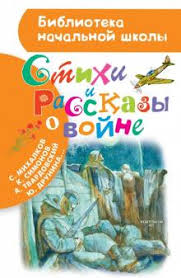 Библиотека
начальной школы
Стихи
и
Рассказы
о
войне
С. МИХАЛКОВ
К. СИМОНОВ
А. ТВАРДОВСКИЙ
Ю. ДРУНИНА...